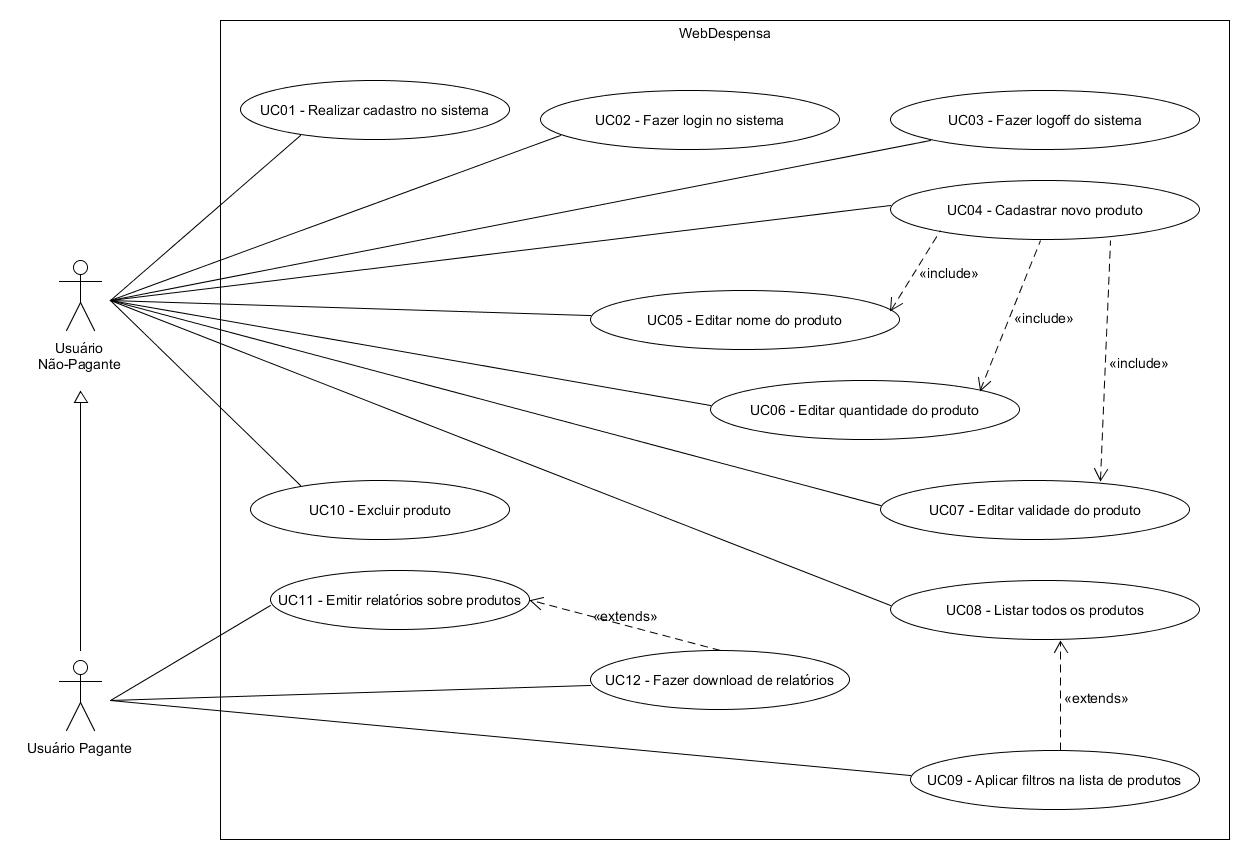 WebDespensa
UC01 - Realizar cadastro no sistema
UC02 - Fazer login no sistema
UC03 - Fazer logoff do sistema
UC04 - Cadastrar novo produto
«include»
UC05 - Editar nome do produto
«include»
Usuário
Não-Pagante
«include»
UC06 - Editar quantidade do produto
UC10 - Excluir produto
UC07 - Editar validade do produto
UC11 - Emitir relatórios sobre produtos
«extends»
UC08 - Listar todos os produtos
UC12 - Fazer download de relatórios
«extends»
Usuário Pagante
UC09 - Aplicar filtros na lista de produtos